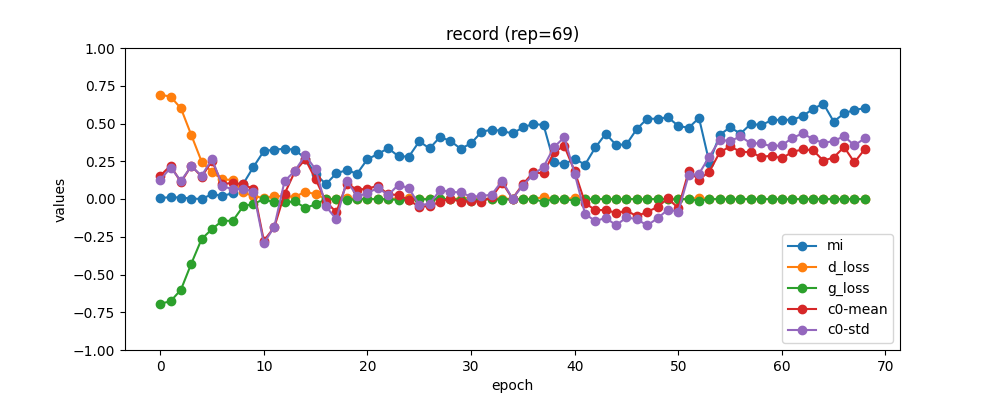 record (rep=69)
values
1.00
0.75
0.50
0.25
0.00
−0.25
−0.50
−0.75
−1.00
mi
d_loss
g_loss
c0-mean
c0-std
0 10 20 30 40 50 60 70
epoch